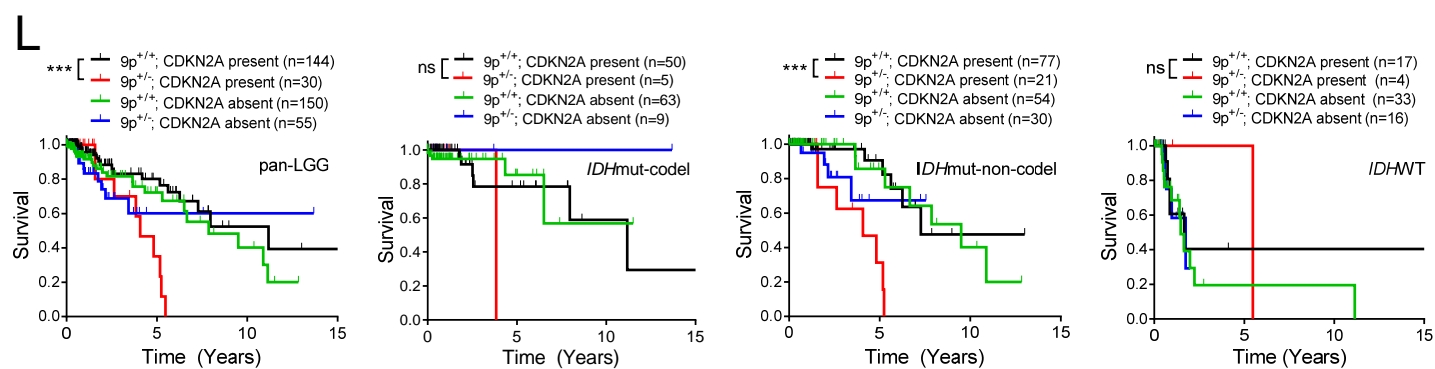 L
*** 9p+/+; CDKN2A present (n=144)
9p+/-; CDKN2A present (n=30)
9p+/+; CDKN2A absent (n=150)
9p+/-; CDKN2A absent (n=55)
pan-LGG
Survival
1.0
0.8
0.6
0.4
0.2
0.0
0 5 10 15
Time (Years)
ns 9p+/+; CDKN2A present (n=50)
9p+/-; CDKN2A present (n=5)
9p+/+; CDKN2A absent (n=63)
9p+/-; CDKN2A absent (n=9)
IDHmut-codel
Survival
1.0
0.8
0.6
0.4
0.2
0.0
0 5 10 15
Time (Years)
*** 9p+/+; CDKN2A present (n=77)
9p+/-; CDKN2A present (n=21)
9p+/+; CDKN2A absent (n=54)
9p+/-; CDKN2A absent (n=30)
IDHmut-non-codel
Survival
1.0
0.8
0.6
0.4
0.2
0.0
0 5 10 15
Time (Years)
ns 9p+/+; CDKN2A present (n=17)
9p+/-; CDKN2A present (n=4)
9p+/+; CDKN2A absent (n=33)
9p+/-; CDKN2A absent (n=16)
IDHWT
Survival
1.0
0.8
0.6
0.4
0.2
0.0
0 5 10 15
Time (Years)